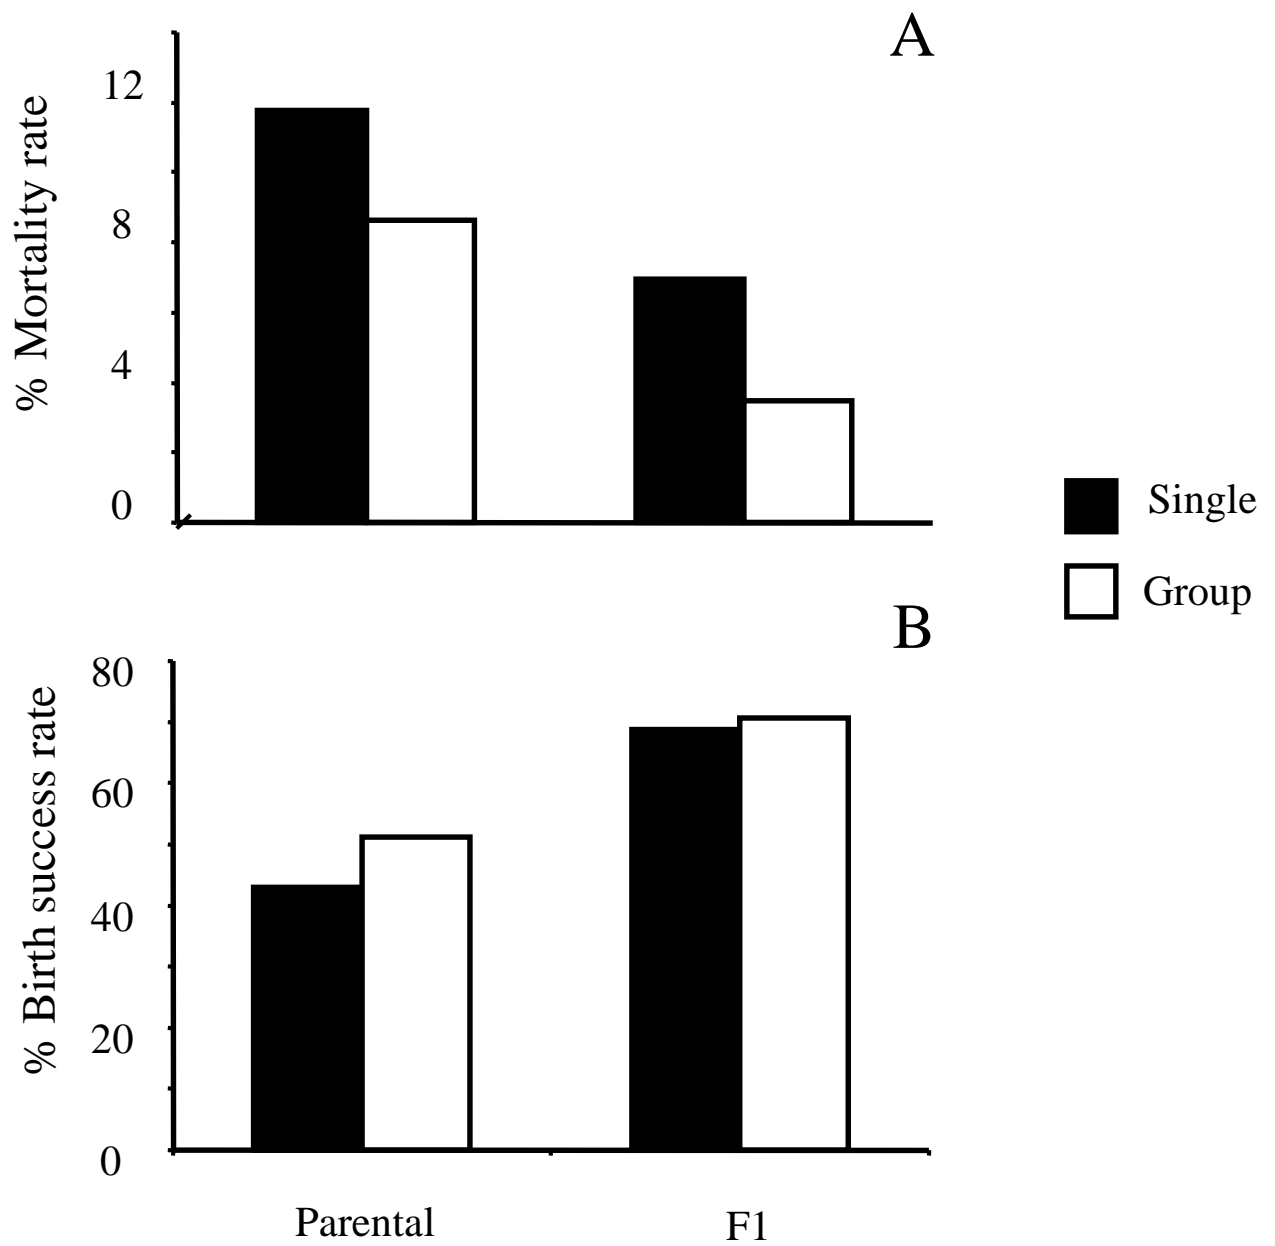 A
% Mortality rate
12
8
4
0
Single
Group
B
% Birth success rate
80
60
40
20
0
Parental
F1